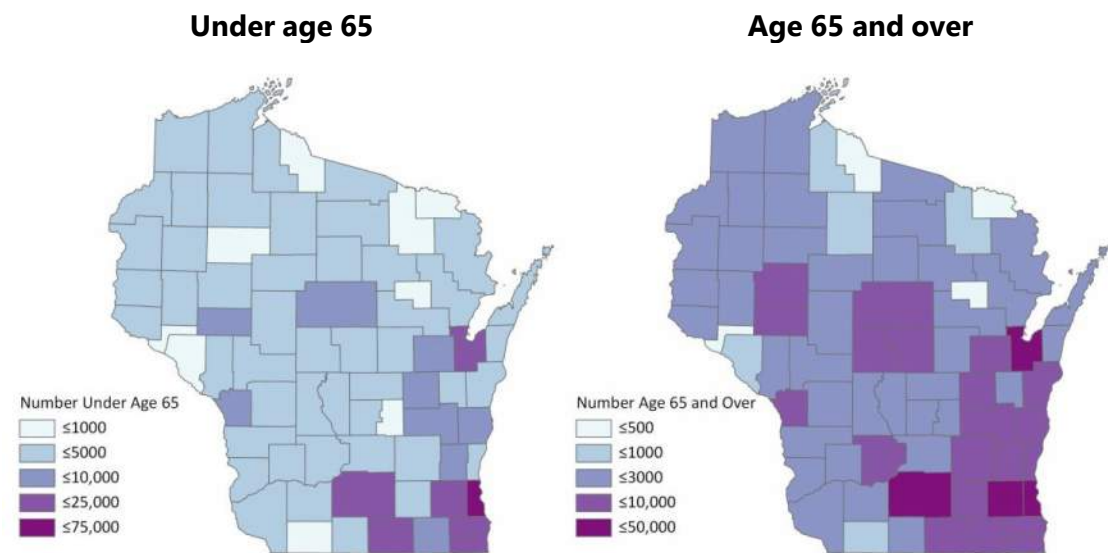 Under age 65
Age 65 and over
Number Under Age 65
≤1000
≤5000
≤10,000
≤25,000
≤75,000
Number Age 65 and Over
≤500
≤1000
≤3000
≤10,000
≤50,000